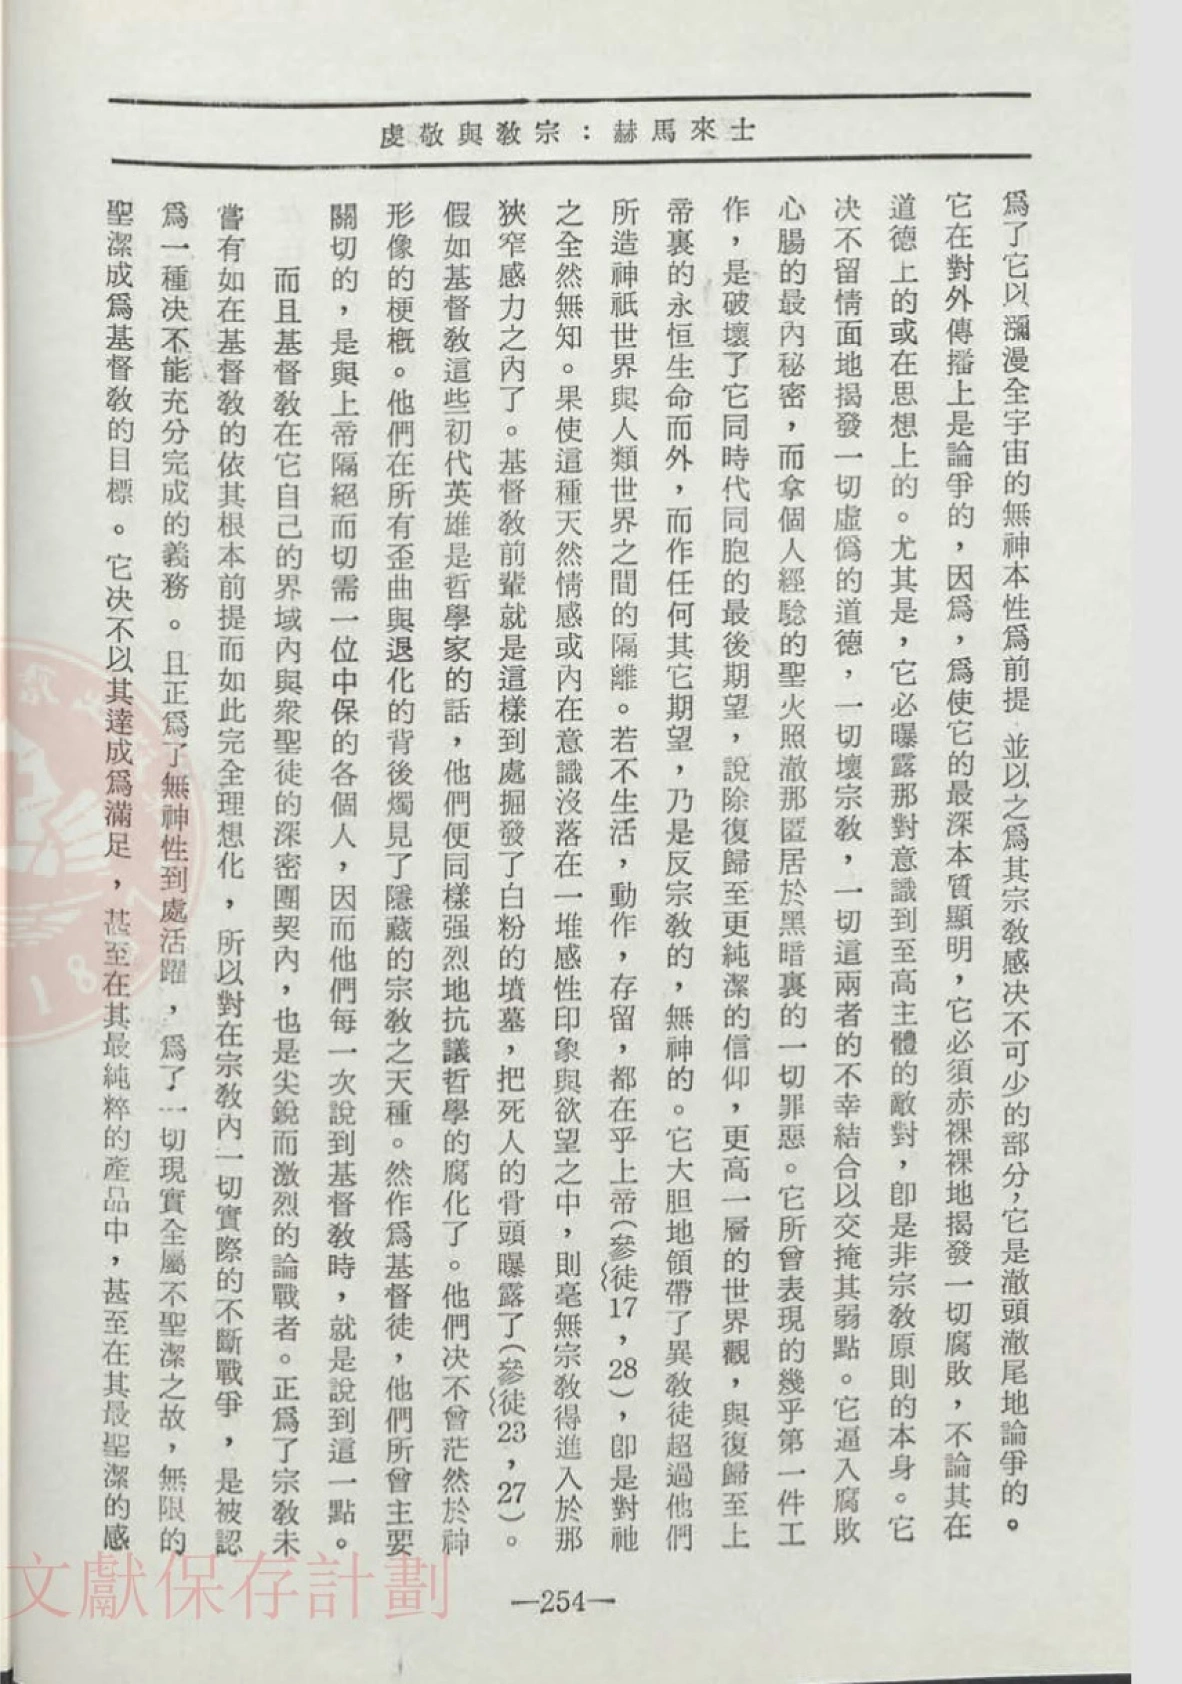 士來馬赫：宗教與敬虔
爲了它以瀰漫全宇宙的無神本性爲前提 並以之爲其宗教感決不可少的部分，它是澈頭澈尾地論爭的。
它在對外傳播上是論爭的，因爲，爲使它的最深本質顯明，它必須赤裸裸地揭發一切腐敗，不論其在
道德上的或在思想上的。尤其是，它必曝露那對意識到至高主體的敵對，卽是非宗教原則的本身。它
決不留情面地揭發一切虛僞的道德，一切壞宗教，一切這兩者的不幸結合以交掩其弱點。它逼入腐敗
心腸的最內秘密，而拿個人經驗的聖火照澈那匿居於黑暗裏的一切罪惡。它所曾表現的幾乎第一件工
作，是破壞了它同時代同胞的最後期望，說除復歸至更純潔的信仰，更高一層的世界觀，與復歸至上
帝裏的永恒生命而外，而作任何其它期望，乃是反宗教的，無神的。它大胆地領帶了異教徒超過他們
所造神祇世界與人類世界之間的隔離。若不生活，動作，存留，都在乎上帝（參徒17，28），卽是對祂
之全然無知。果使這種天然情感或內在意識沒落在一堆感性印象與欲望之中，則毫無宗教得進入於那
狹窄感力之內了。基督教前輩就是這樣到處掘發了白粉的墳墓，把死人的骨頭曝露了（參徒23，27）。
假如基督教這些初代英雄是哲學家的話，他們便同樣强烈地抗議哲學的腐化了。他們決不曾茫然於神
形像的梗概。他們在所有歪曲與退化的背後燭見了隱藏的宗教之天種。然作爲基督徒，他們所曾主要
關切的，是與上帝隔絕而切需一位中保的各個人，因而他們每一次說到基督教時，就是說到這一點。
而且基督教在它自己的界域內與衆聖徒的深密團契內，也是尖銳而激烈的論戰者。正爲了宗教未
嘗有如在基督教的依其根本前提而如此完全理想化，所以對在宗教內一切實際的不斷戰爭，是被認
爲一種決不能充分完成的義務。且正爲了無神性到處活躍，爲了一切現實全屬不聖潔之故，無限的
聖潔成爲基督教的目標。它決不以其達成爲滿足，甚至在其最純粹的產品中，甚至在其最聖潔的感
—254—
文獻保存計劃